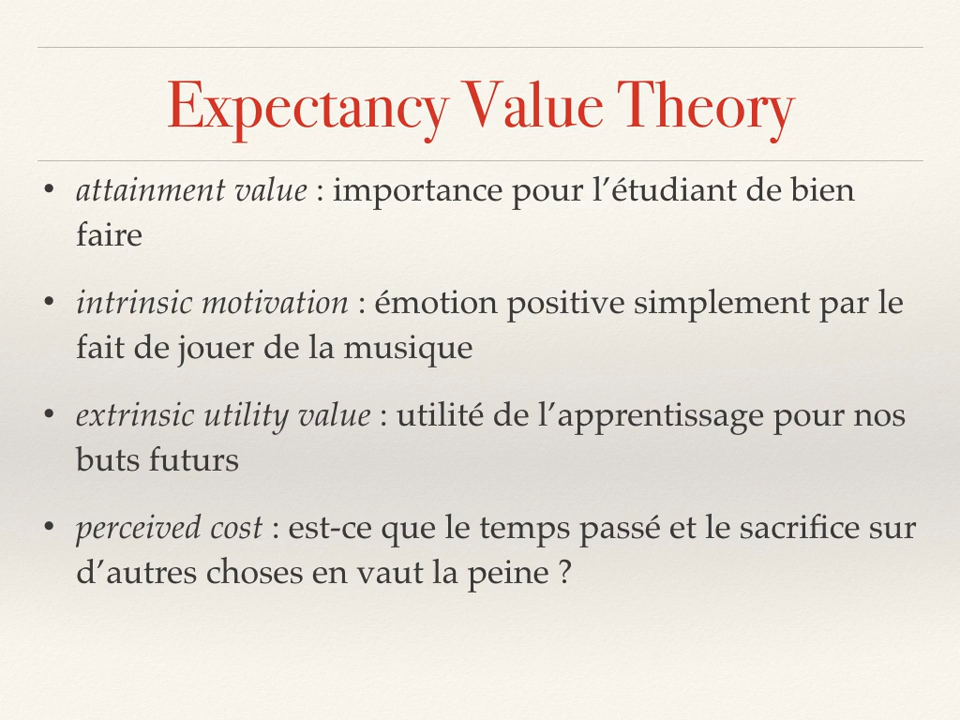 Expectancy Value Theory
• attainment value : importance pour l’étudiant de bien
faire
• intrinsic motivation : émotion positive simplement par le
fait de jouer de la musique
• extrinsic utility value : utilité de l’apprentissage pour nos
buts futurs
• perceived cost : est-ce que le temps passé et le sacrifice sur
d’autres choses en vaut la peine ?